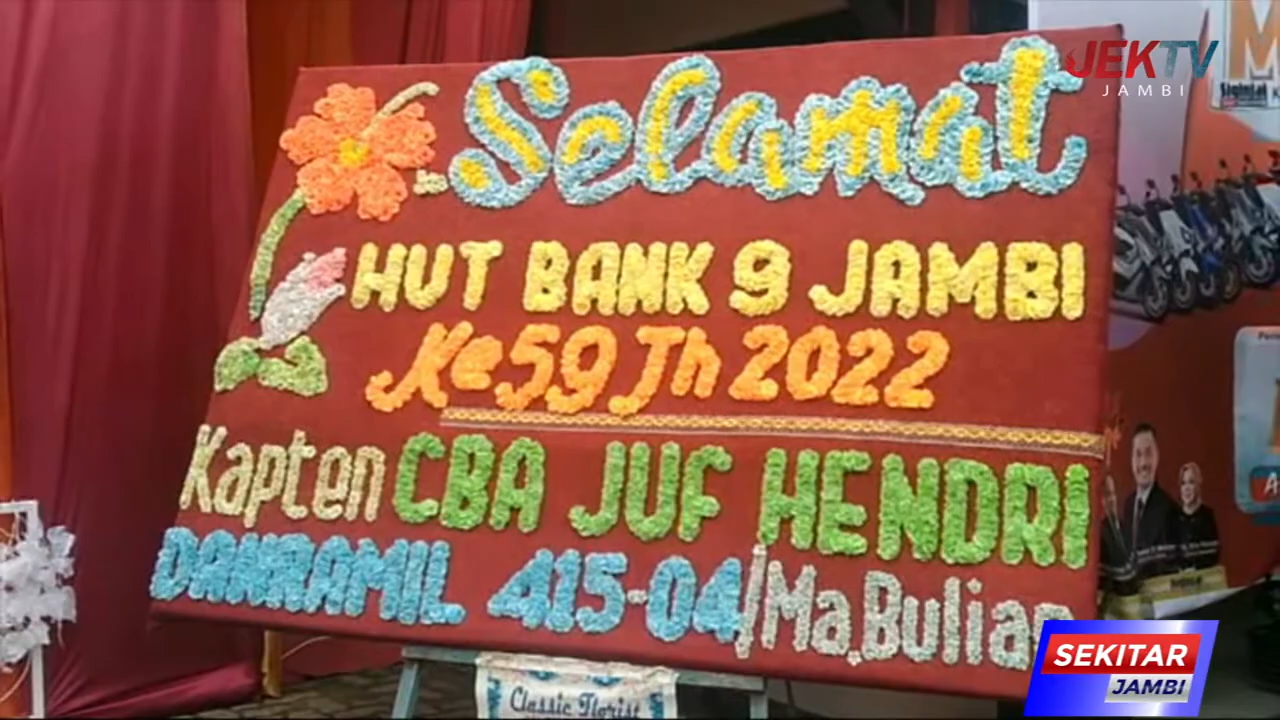 JEKTV
JAMBI
Selamat
HUT BANK 9 JAMBI
Ke 59 Th 2022
Kapten CBA JUF HENDRI
DANRAMIL 415-04/Ma.Bulian
Classic Florist
SEKITAR
JAMBI